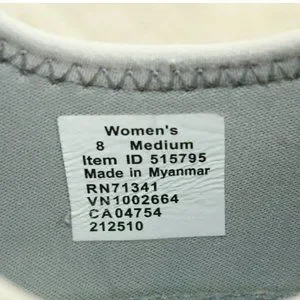 Women's
8 Medium
Item ID 515795
Made in Myanmar
RN71341
VN1002664
CA04754
212510